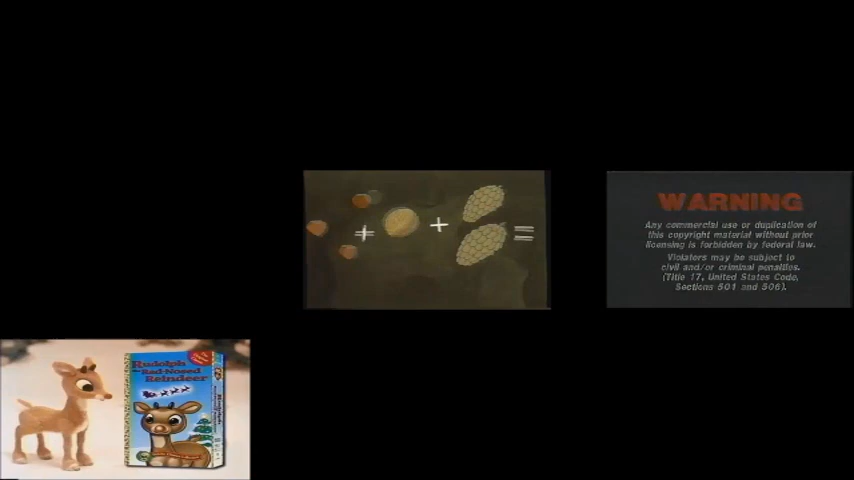 + + =
WARNING
Any commercial use or duplication of
this copyright material without prior
licensing is forbidden by federal law.
Violators may be subject to
civil and/or criminal penalties.
(Title 17, United States Code,
Sections 501 and 506).
Rudolph
Red-Nosed
Reindeer